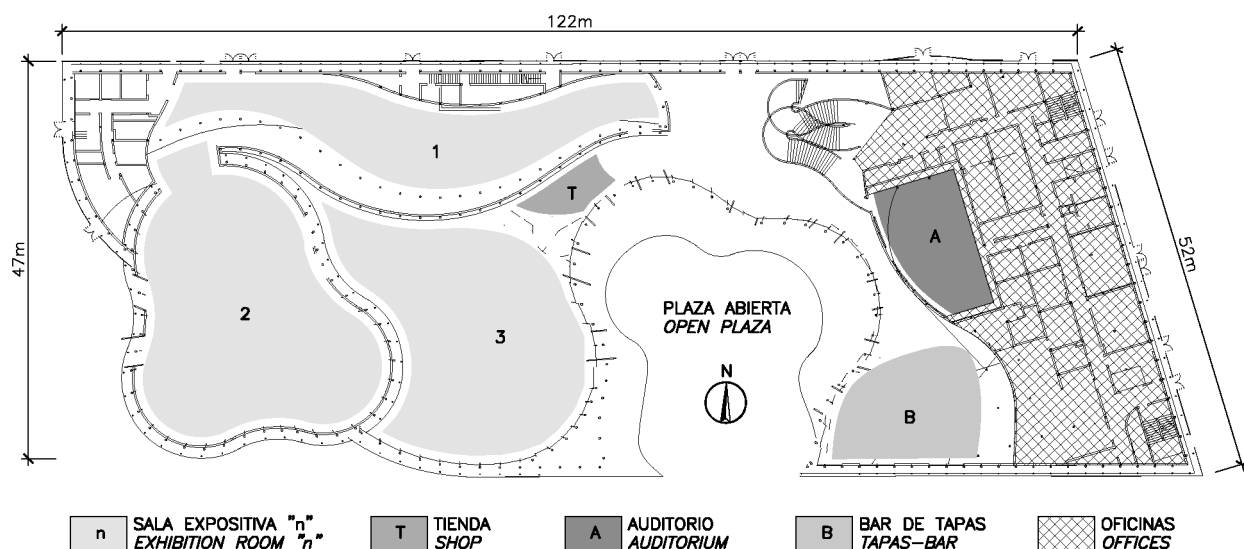 122m
47m
52m
1
T
A
2
3
PLAZA ABIERTA
OPEN PLAZA
N
B
n SALA EXPOSITIVA "n"
EXHIBITION ROOM "n"
T TIENDA
SHOP
A AUDITORIO
AUDITORIUM
B BAR DE TAPAS
TAPAS-BAR
OFICINAS
OFFICES